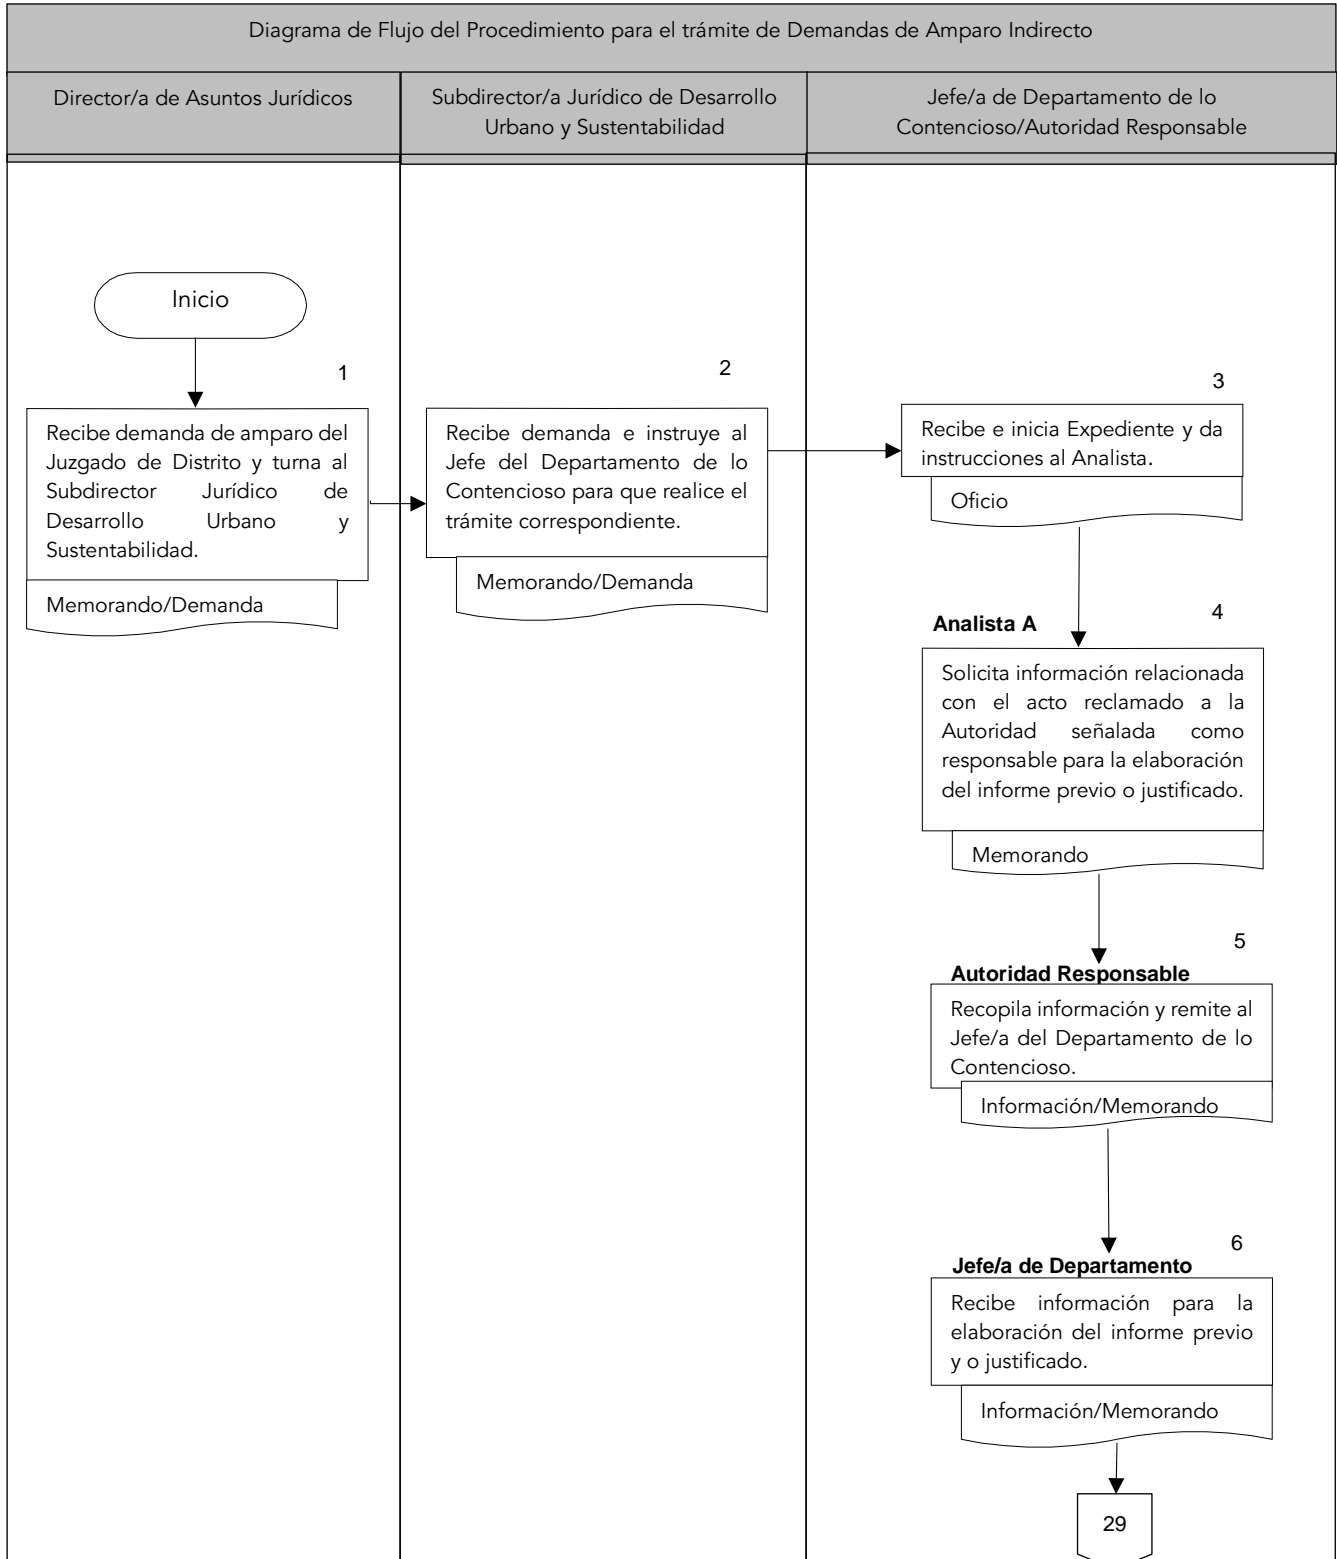 Diagrama de Flujo del Procedimiento para el trámite de Demandas de Amparo Indirecto
Director/a de Asuntos Jurídicos
Subdirector/a Jurídico de Desarrollo
Urbano y Sustentabilidad
Jefe/a de Departamento de lo
Contencioso/Autoridad Responsable
Inicio
1
Recibe demanda de amparo del
Juzgado de Distrito y turna al
Subdirector Jurídico de
Desarrollo Urbano y
Sustentabilidad.
Memorando/Demanda
2
Recibe demanda e instruye al
Jefe del Departamento de lo
Contencioso para que realice el
trámite correspondiente.
Memorando/Demanda
3
Recibe e inicia Expediente y da
instrucciones al Analista.
Oficio
4
Analista A
Solicita información relacionada
con el acto reclamado a la
Autoridad señalada como
responsable para la elaboración
del informe previo o justificado.
Memorando
5
Autoridad Responsable
Recopila información y remite al
Jefe/a del Departamento de lo
Contencioso.
Información/Memorando
6
Jefe/a de Departamento
Recibe información para la
elaboración del informe previo
y o justificado.
Información/Memorando
29